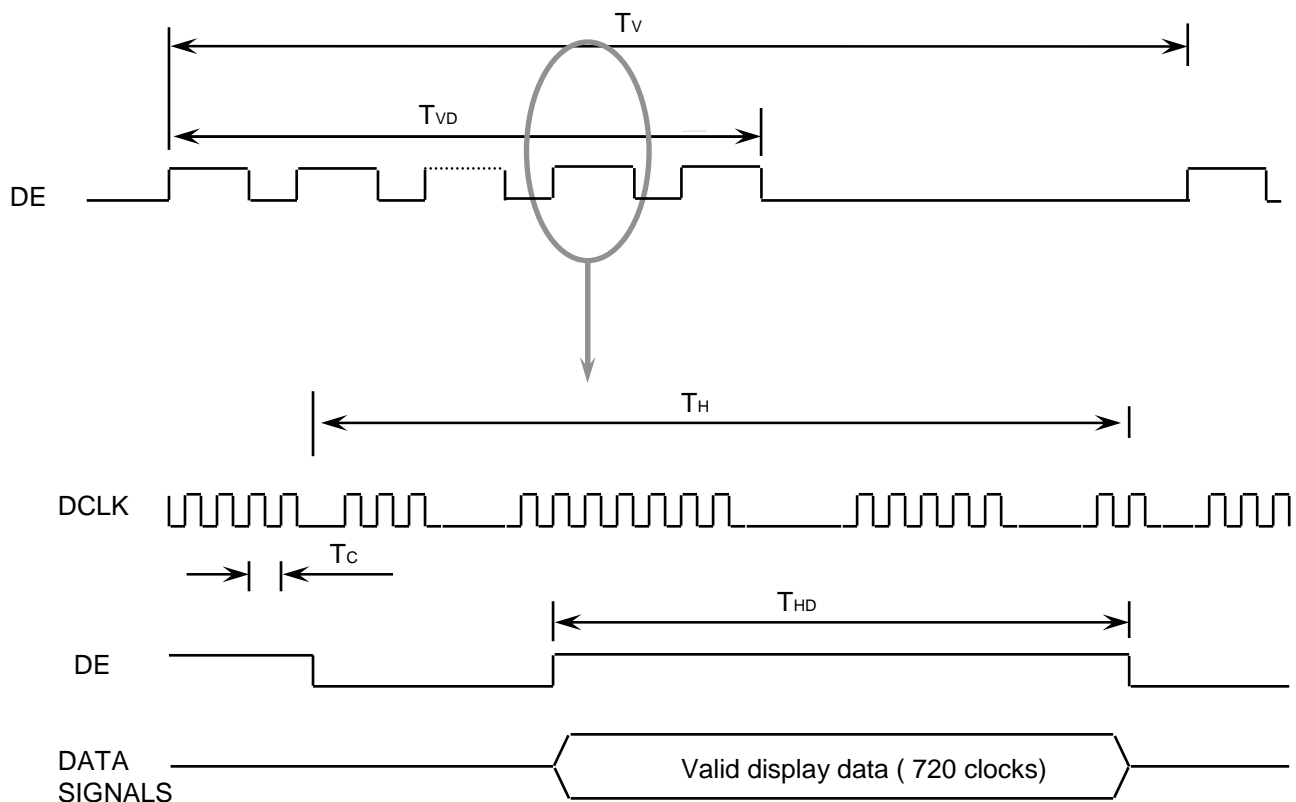 TV
TVD
DE
TH
DCLK
TC
THD
DE
DATA
SIGNALS
Valid display data ( 720 clocks)